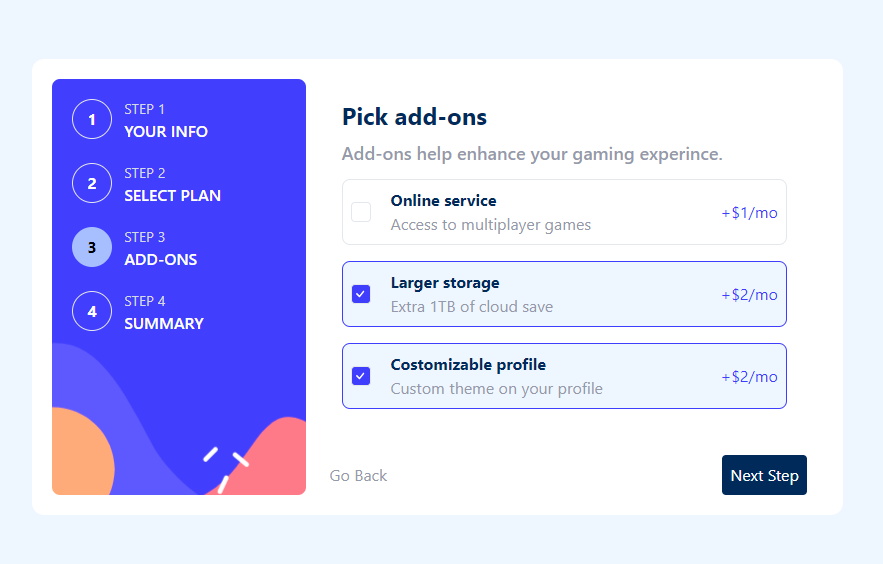 1
STEP 1
YOUR INFO
2
STEP 2
SELECT PLAN
3
STEP 3
ADD-ONS
4
STEP 4
SUMMARY
Pick add-ons
Add-ons help enhance your gaming experince.
Online service
Access to multiplayer games
+$1/mo
Larger storage
Extra 1TB of cloud save
+$2/mo
Costomizable profile
Custom theme on your profile
+$2/mo
Go Back
Next Step